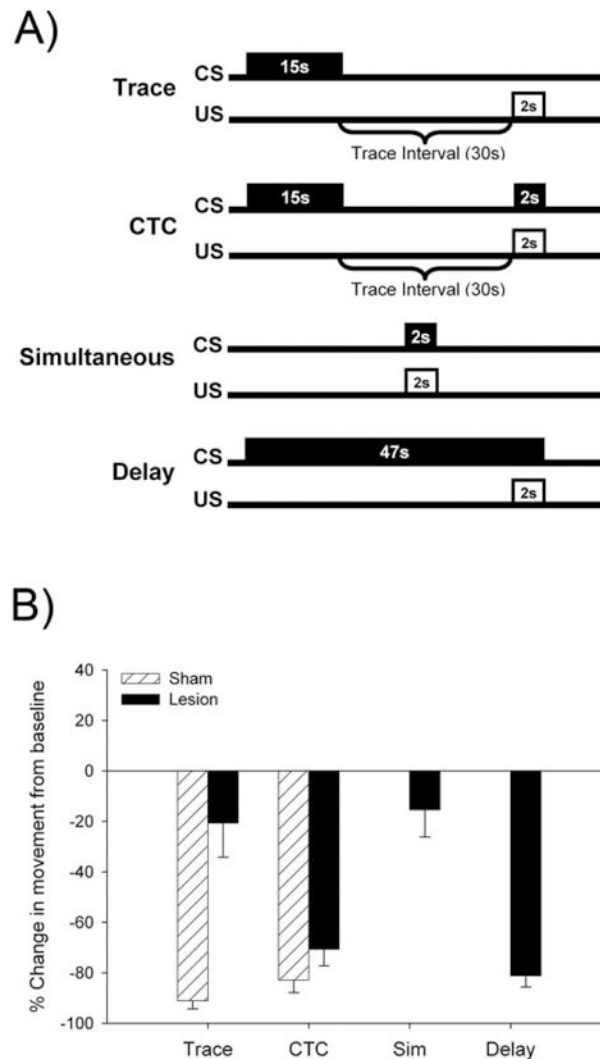 A)
Trace
CS
15s
US
2s
Trace Interval (30s)
CTC
CS
15s
2s
US
2s
Trace Interval (30s)
Simultaneous
CS
2s
US
2s
Delay
CS
47s
US
2s
B)
% Change in movement from baseline
40
20
0
-20
-40
-60
-80
-100
Sham
Lesion
Trace CTC Sim Delay